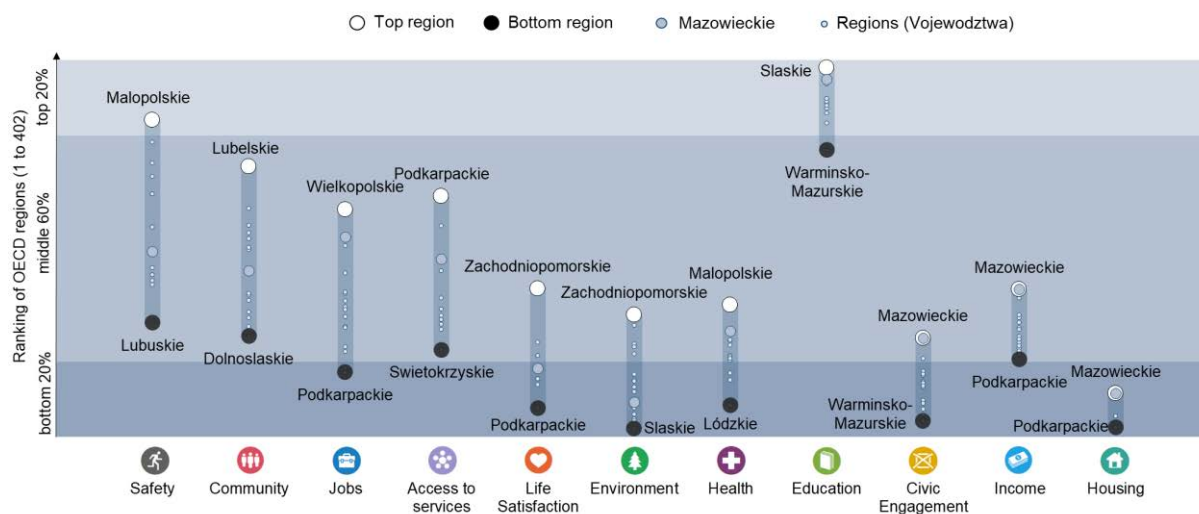 Top region
Bottom region
Mazowieckie
Regions (Vojewodztwa)
Ranking of OECD regions (1 to 402)
top 20%
middle 60%
bottom 20%
Malopolskie
Lubuskie
Lubelskie
Dolnoslaskie
Wielkopolskie
Podkarpackie
Podkarpackie
Swietokrzyskie
Zachodniopomorskie
Podkarpackie
Zachodniopomorskie
Slaskie
Malopolskie
Lódzkie
Slaskie
Warminsko-
Mazurskie
Mazowieckie
Warminsko-
Mazurskie
Mazowieckie
Podkarpackie
Mazowieckie
Podkarpackie
Safety
Community
Jobs
Access to
services
Life
Satisfaction
Environment
Health
Education
Civic
Engagement
Income
Housing